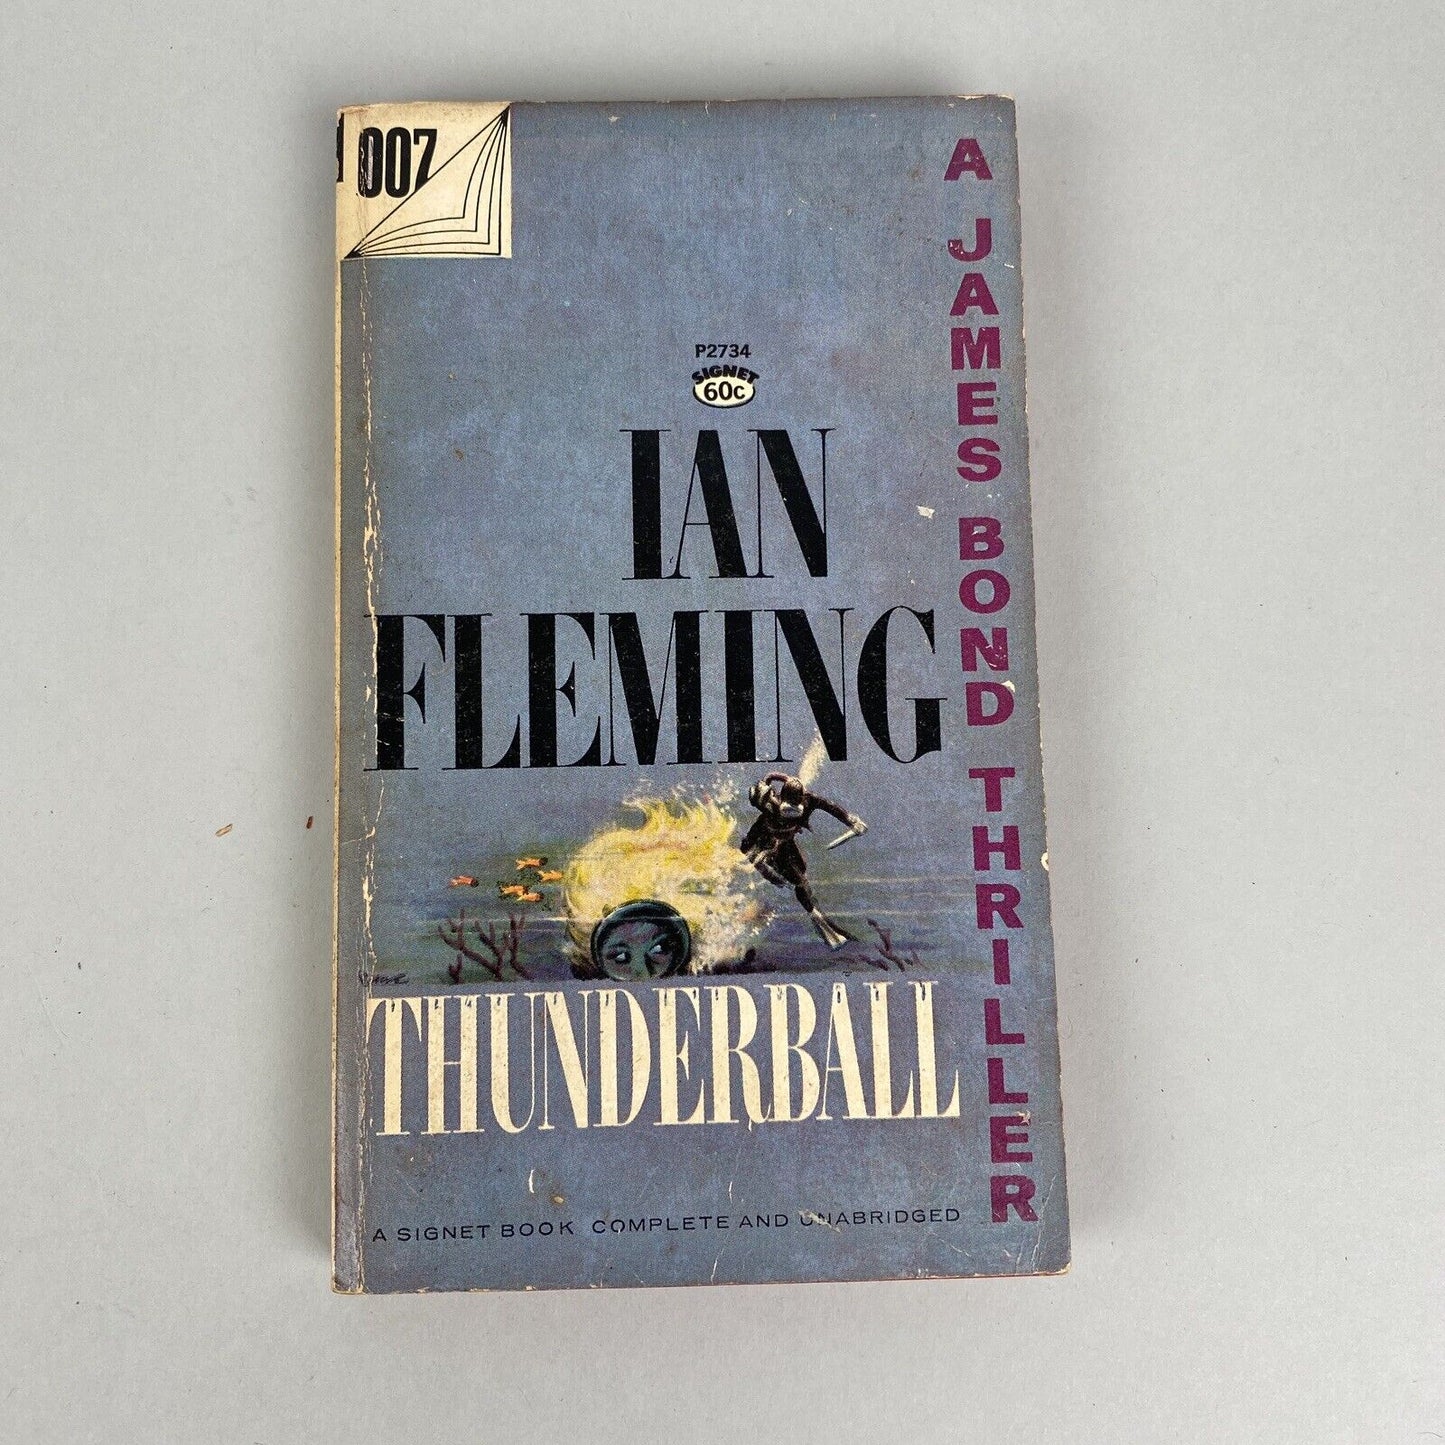 007
P2734
SIGNET
60c
IAN
FLEMING
THUNDERBALL
A SIGNET BOOK COMPLETE AND UNABRIDGED
A JAMES BOND THRILLER